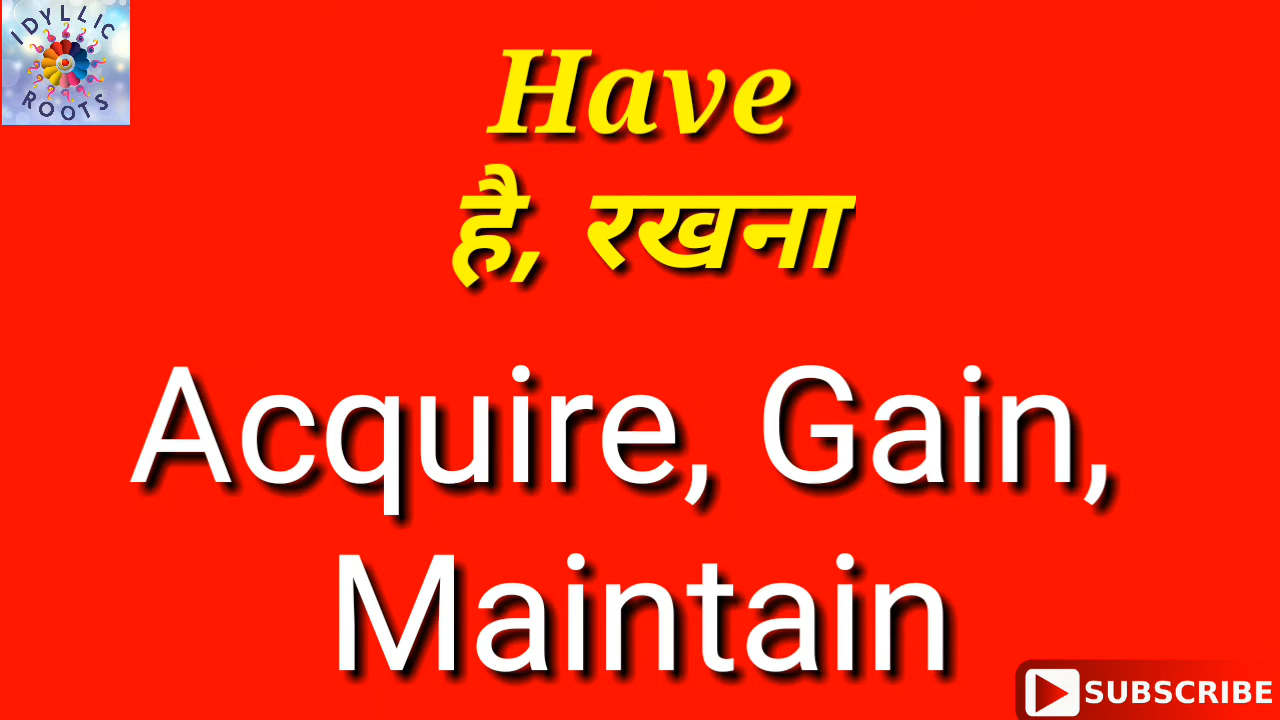 IDYLLIC
ROOTS
Have
है, रखना
Acquire, Gain,
Maintain
SUBSCRIBE